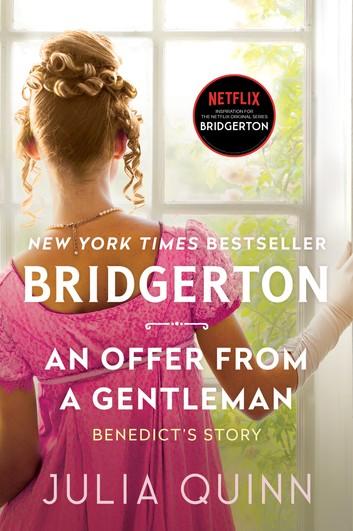 NETFLIX
INSPIRATION FOR
THE NETFLIX ORIGINAL SERIES
BRIDGERTON
NEW YORK TIMES BESTSELLER
BRIDGERTON
AN OFFER FROM
A GENTLEMAN
BENEDICT'S STORY
JULIA QUINN